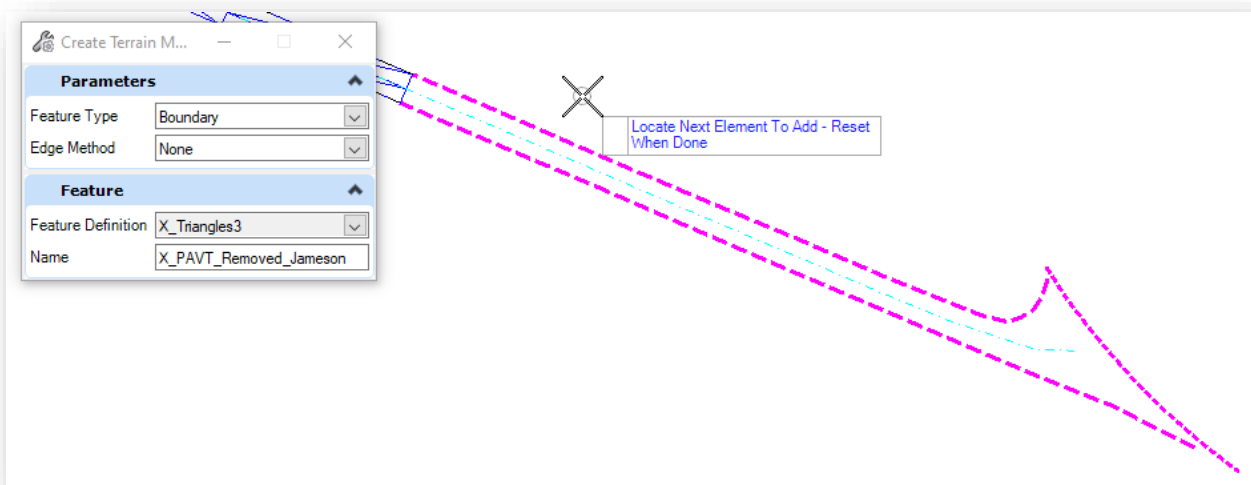 Create Terrain M...
Parameters
Feature Type Boundary
Edge Method None
Feature
Feature Definition X_Triangles3
Name X_PAVT_Removed_Jameson
Locate Next Element To Add - Reset
When Done